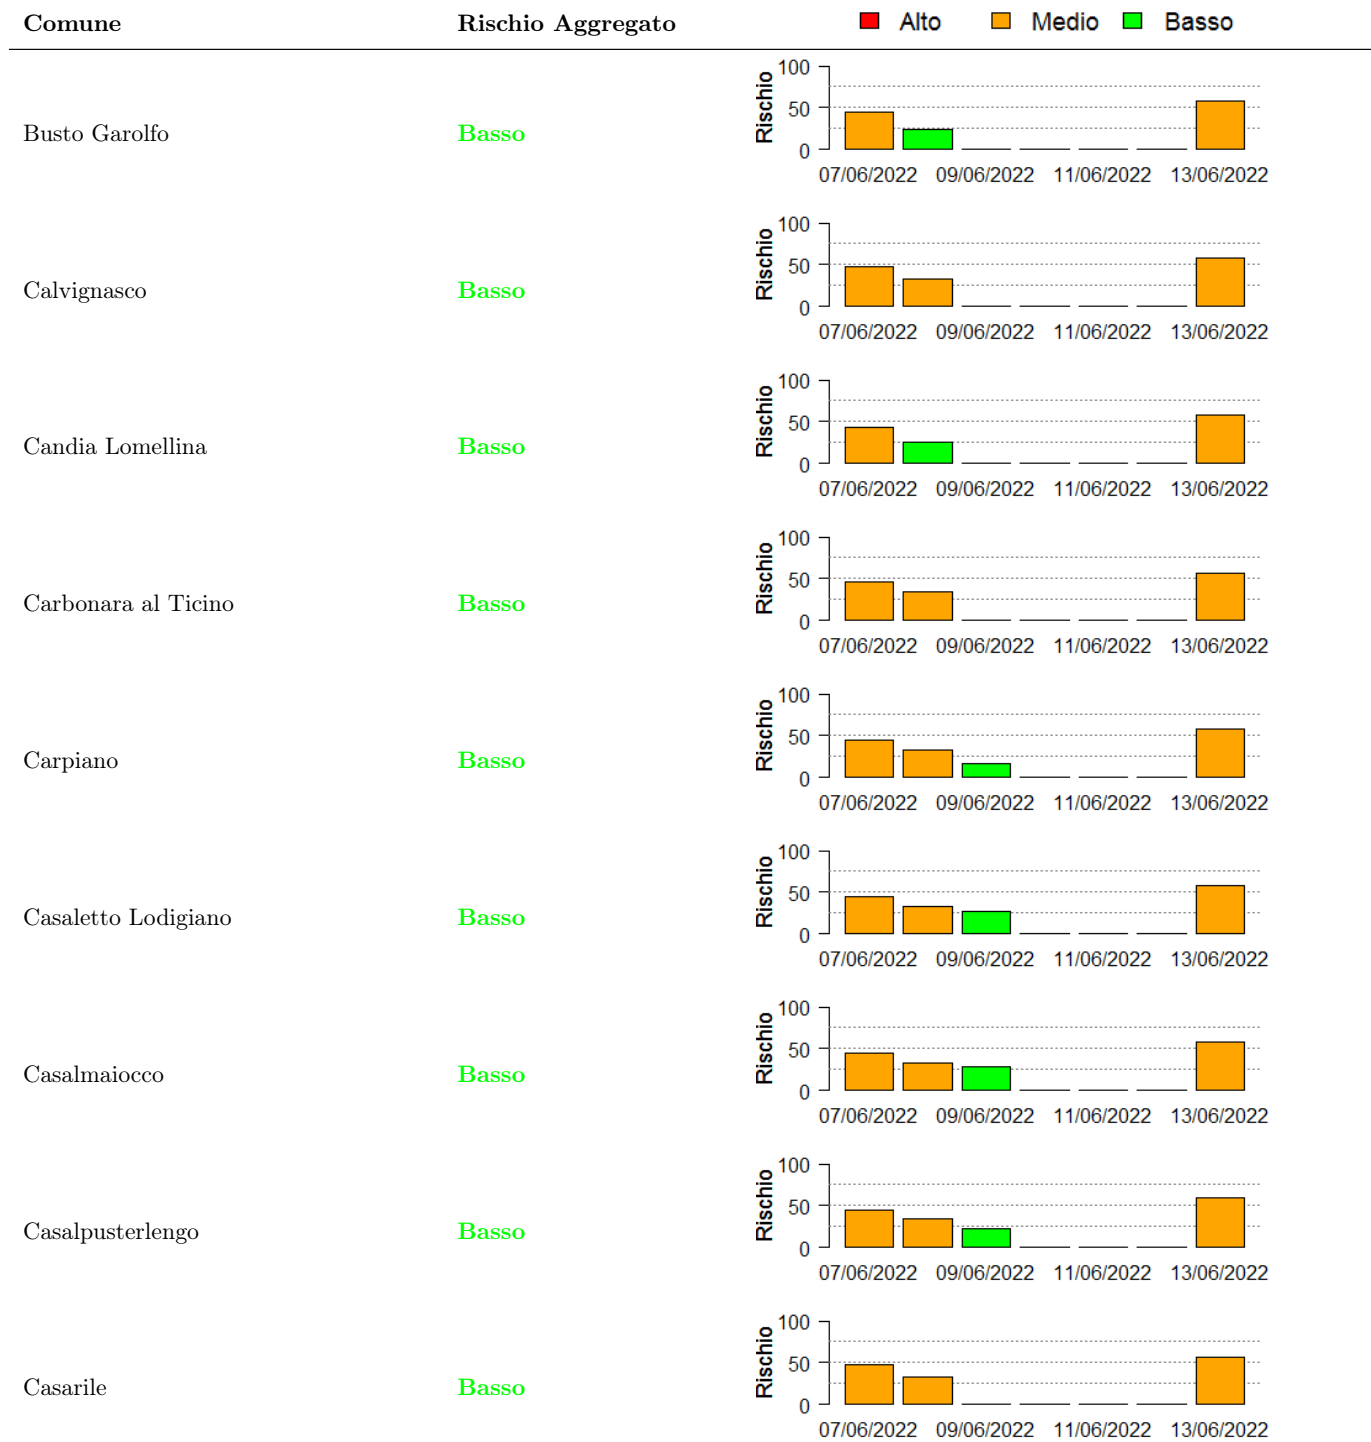 Comune Rischio Aggregato Alto Medio Basso
100
50
0
Rischio
Busto Garolfo Basso
07/06/2022 09/06/2022 11/06/2022 13/06/2022
100
50
0
Rischio
Calvignasco Basso
07/06/2022 09/06/2022 11/06/2022 13/06/2022
100
50
0
Rischio
Candia Lomellina Basso
07/06/2022 09/06/2022 11/06/2022 13/06/2022
100
50
0
Rischio
Carbonara al Ticino Basso
07/06/2022 09/06/2022 11/06/2022 13/06/2022
100
50
0
Rischio
Carpiano Basso
07/06/2022 09/06/2022 11/06/2022 13/06/2022
100
50
0
Rischio
Casaletto Lodigiano Basso
07/06/2022 09/06/2022 11/06/2022 13/06/2022
100
50
0
Rischio
Casalmaiocco Basso
07/06/2022 09/06/2022 11/06/2022 13/06/2022
100
50
0
Rischio
Casalpusterlengo Basso
07/06/2022 09/06/2022 11/06/2022 13/06/2022
100
50
0
Rischio
Casarile Basso
07/06/2022 09/06/2022 11/06/2022 13/06/2022